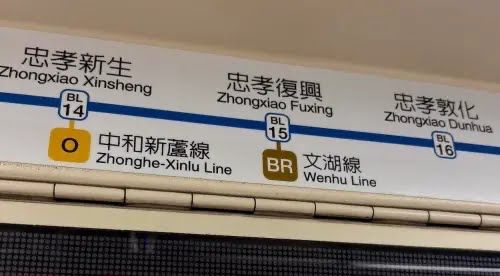 忠孝新生
Zhongxiao Xinsheng
BL
14
O
中和新蘆線
Zhonghe-Xinlu Line
忠孝復興
Zhongxiao Fuxing
BL
15
BR
文湖線
Wenhu Line
忠孝敦化
Zhongxiao Dunhua
BL
16